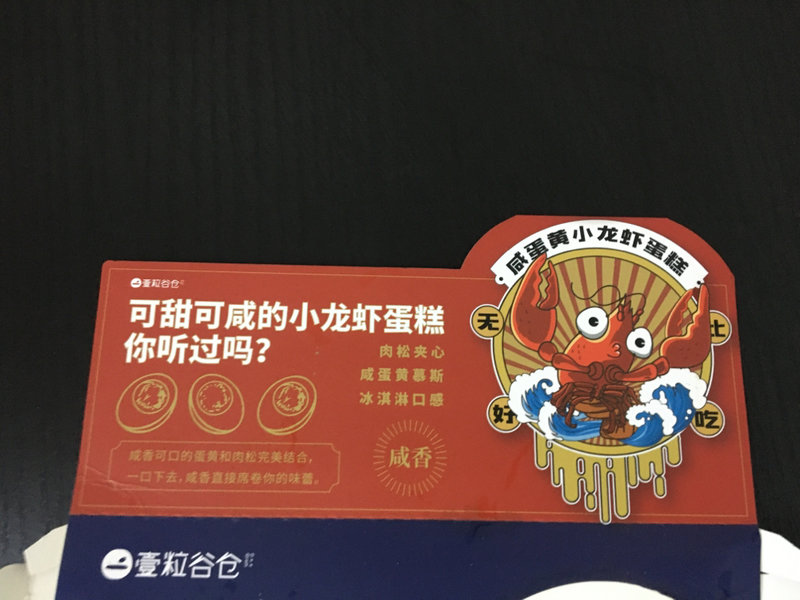 咸蛋黄小龙虾蛋糕
壹粒谷仓
可甜可咸的小龙虾蛋糕
你听过吗?
肉松夹心
咸蛋黄慕斯
冰淇淋口感
咸香
咸香可口的蛋黄和肉松完美结合,
一口下去,咸香直接席卷你的味蕾。
无比
好吃
壹粒谷仓